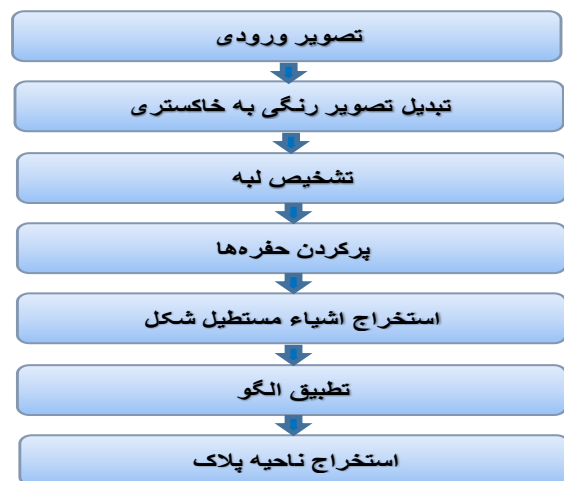 تصویر ورودی
تبدیل تصویر رنگی به خاکستری
تشخیص لبه
پرکردن حفره‌ها
استخراج اشیاء مستطیل شکل
تطبیق الگو
استخراج ناحیه پلاک